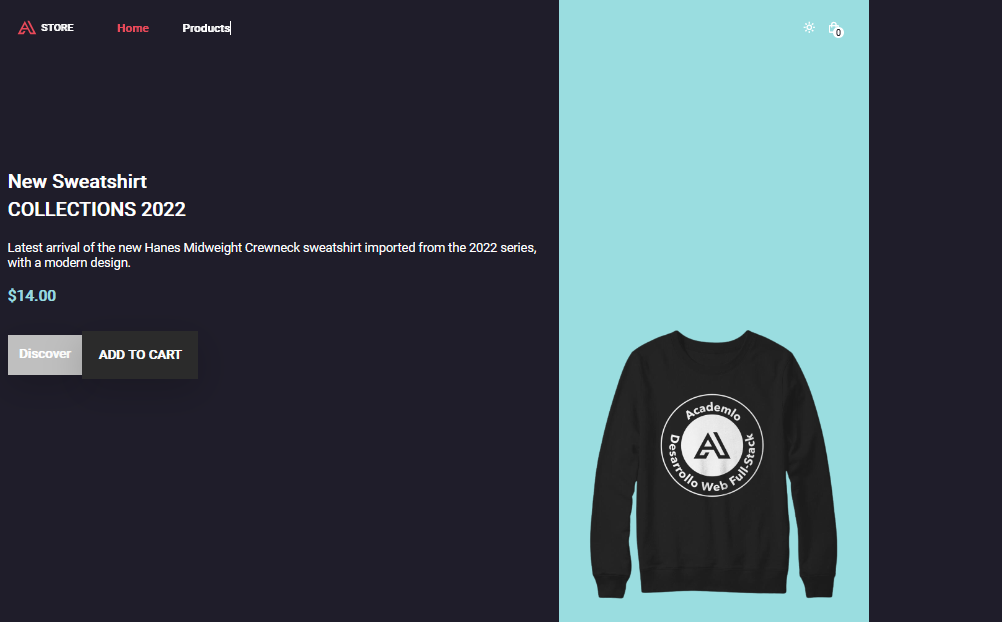 STORE
Home
Products
0
New Sweatshirt
COLLECTIONS 2022
Latest arrival of the new Hanes Midweight Crewneck sweatshirt imported from the 2022 series,
with a modern design.
$14.00
Discover
ADD TO CART
Academlo
Desarrollo Web Full-Stack